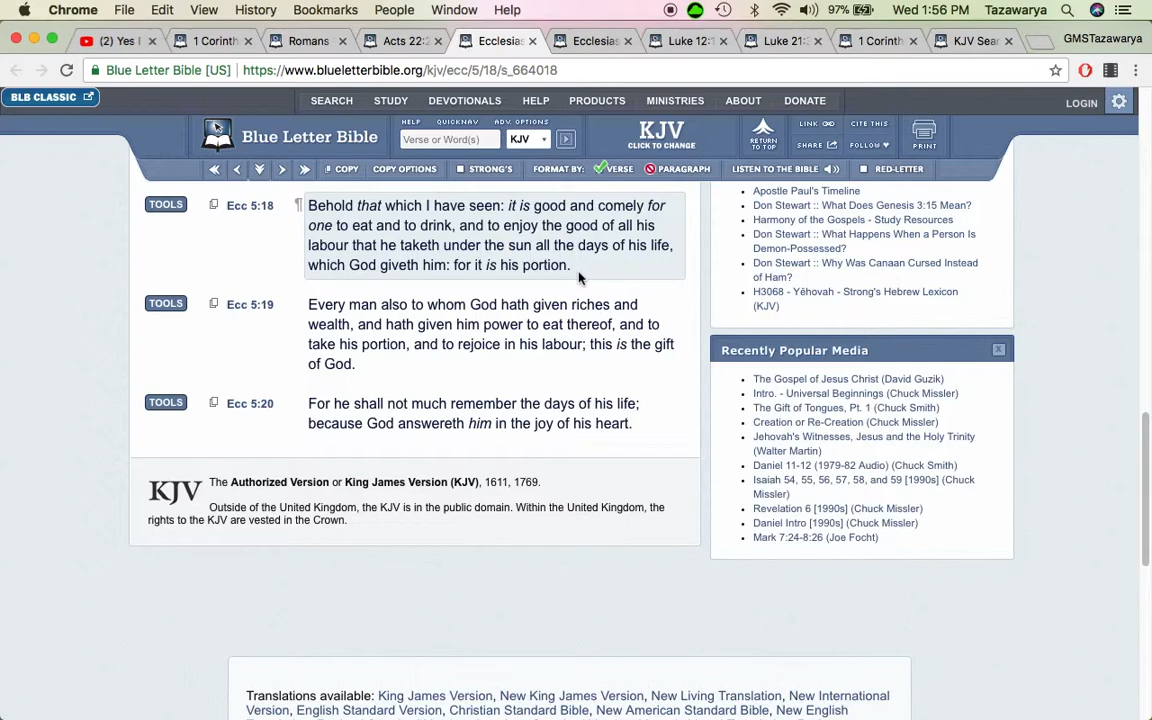 Chrome File Edit View History Bookmarks People Window Help 97% Wed 1:56 PM Tazawarya
(2) Yes I 1 Corinth Romans Acts 22:2 Ecclesias Ecclesias Luke 12:1 Luke 21:3 1 Corinth KJV Sear GMSTazawarya
Blue Letter Bible [US] https://www.blueletterbible.org/kjv/ecc/5/18/s_664018
BLB CLASSIC SEARCH STUDY DEVOTIONALS HELP PRODUCTS MINISTRIES ABOUT DONATE LOGIN
HELP QUICKNAV ADV. OPTIONS
Blue Letter Bible Verse or Word(s) KJV
KJV
CLICK TO CHANGE
RETURN
TO TOP
LINK CITE THIS
SHARE FOLLOW
PRINT
COPY COPY OPTIONS STRONG'S FORMAT BY: VERSE PARAGRAPH LISTEN TO THE BIBLE RED-LETTER
TOOLS Ecc 5:18 ¶ Behold that which I have seen: it is good and comely for
one to eat and to drink, and to enjoy the good of all his
labour that he taketh under the sun all the days of his life,
which God giveth him: for it is his portion.
TOOLS Ecc 5:19 Every man also to whom God hath given riches and
wealth, and hath given him power to eat thereof, and to
take his portion, and to rejoice in his labour; this is the gift
of God.
TOOLS Ecc 5:20 For he shall not much remember the days of his life;
because God answereth him in the joy of his heart.
KJV The Authorized Version or King James Version (KJV), 1611, 1769.
Outside of the United Kingdom, the KJV is in the public domain. Within the United Kingdom, the
rights to the KJV are vested in the Crown.
Apostle Paul's Timeline
Don Stewart :: What Does Genesis 3:15 Mean?
Harmony of the Gospels - Study Resources
Don Stewart :: What Happens When a Person Is
Demon-Possessed?
Don Stewart :: Why Was Canaan Cursed Instead
of Ham?
H3068 - Yĕhovah - Strong's Hebrew Lexicon
(KJV)
Recently Popular Media
The Gospel of Jesus Christ (David Guzik)
Intro. - Universal Beginnings (Chuck Missler)
The Gift of Tongues, Pt. 1 (Chuck Smith)
Creation or Re-Creation (Chuck Missler)
Jehovah's Witnesses, Jesus and the Holy Trinity
(Walter Martin)
Daniel 11-12 (1979-82 Audio) (Chuck Smith)
Isaiah 54, 55, 56, 57, 58, and 59 [1990s] (Chuck
Missler)
Revelation 6 [1990s] (Chuck Missler)
Daniel Intro [1990s] (Chuck Missler)
Mark 7:24-8:26 (Joe Focht)
Translations available: King James Version, New King James Version, New Living Translation, New International
Version, English Standard Version, Christian Standard Bible, New American Standard Bible, New English